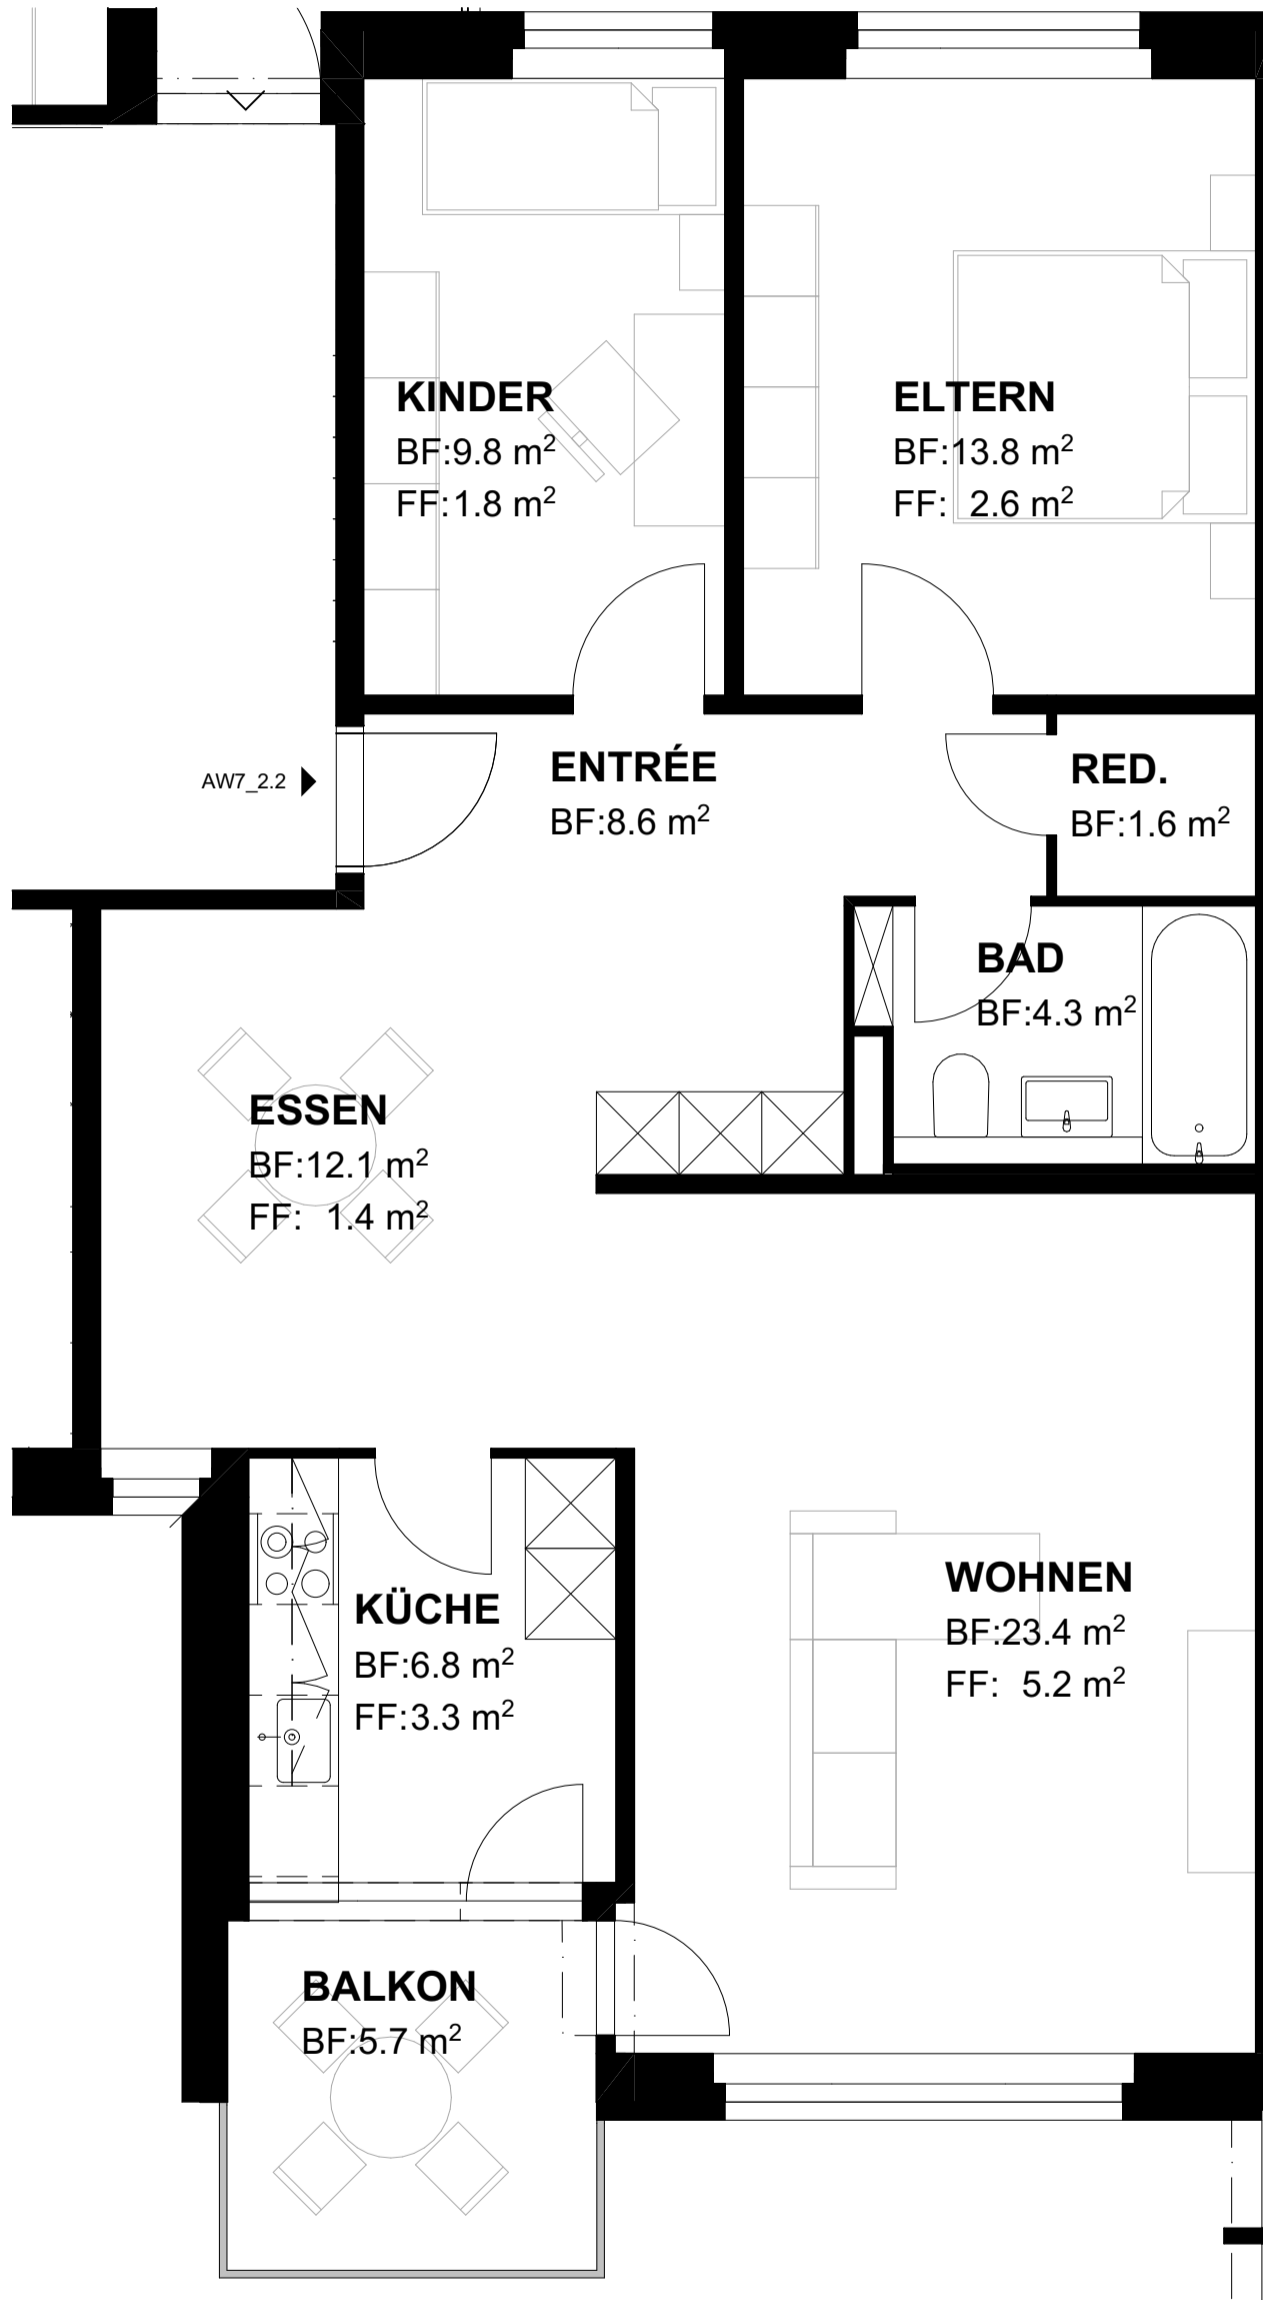 KINDER
BF:9.8 m²
FF:1.8 m²
ELTERN
BF:13.8 m²
FF: 2.6 m²
AW7_2.2
ENTRÉE
BF:8.6 m²
RED.
BF:1.6 m²
BAD
BF:4.3 m²
ESSEN
BF:12.1 m²
FF: 1.4 m²
KÜCHE
BF:6.8 m²
FF:3.3 m²
WOHNEN
BF:23.4 m²
FF: 5.2 m²
BALKON
BF:5.7 m²